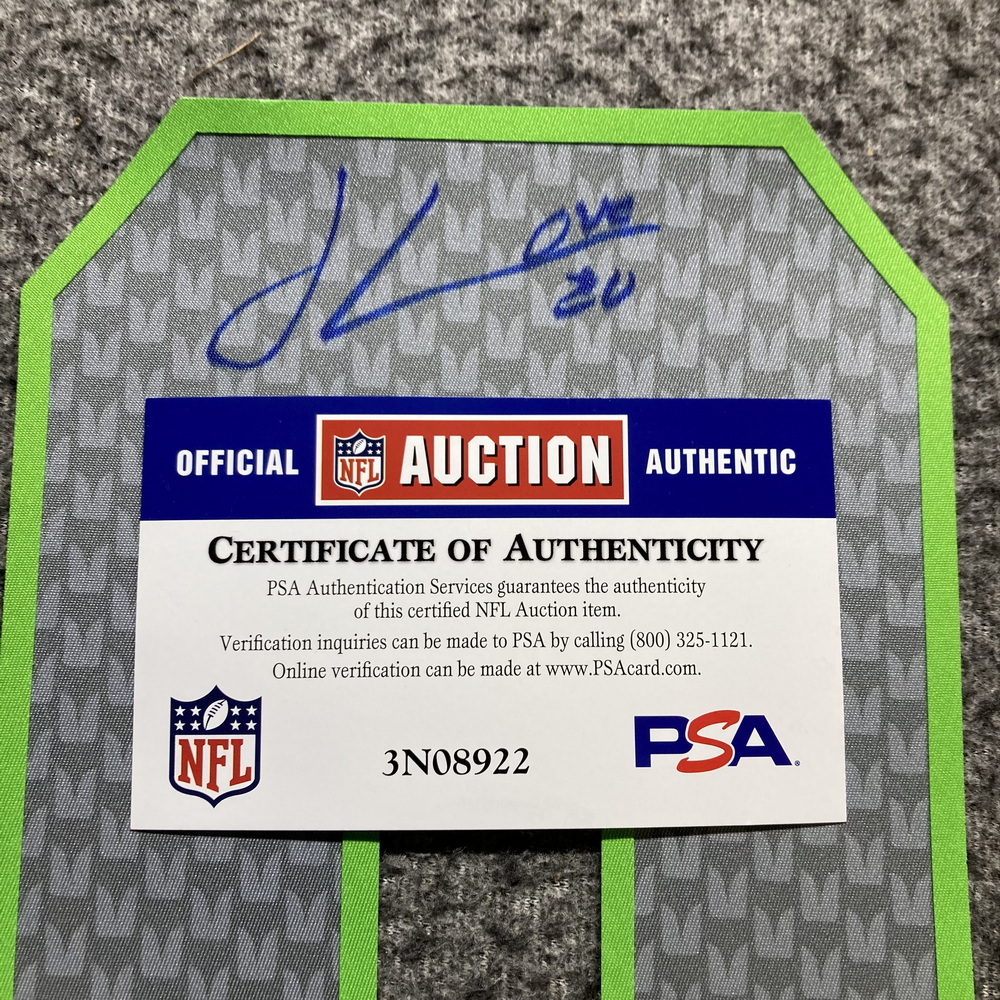 J Love
20
OFFICIAL NFL AUCTION AUTHENTIC
CERTIFICATE OF AUTHENTICITY
PSA Authentication Services guarantees the authenticity
of this certified NFL Auction item.
Verification inquiries can be made to PSA by calling (800) 325-1121.
Online verification can be made at www.PSAcard.com.
NFL 3N08922 PSA